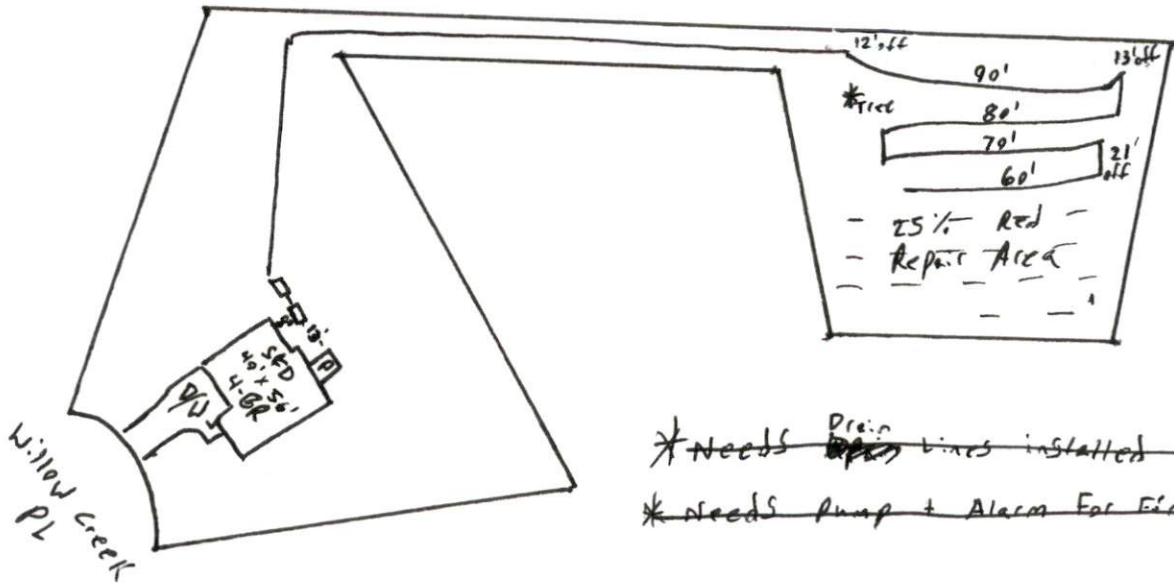 12' off
13' off
90'
*Tree
80'
70'
21'
off
60'
25% Red
Repair Area
5'
13'
P
SFD
40' x 56'
4-BR
D/W
Willow Creek
PL
*Needs Drain Lines installed
*Needs Pump + Alarm For